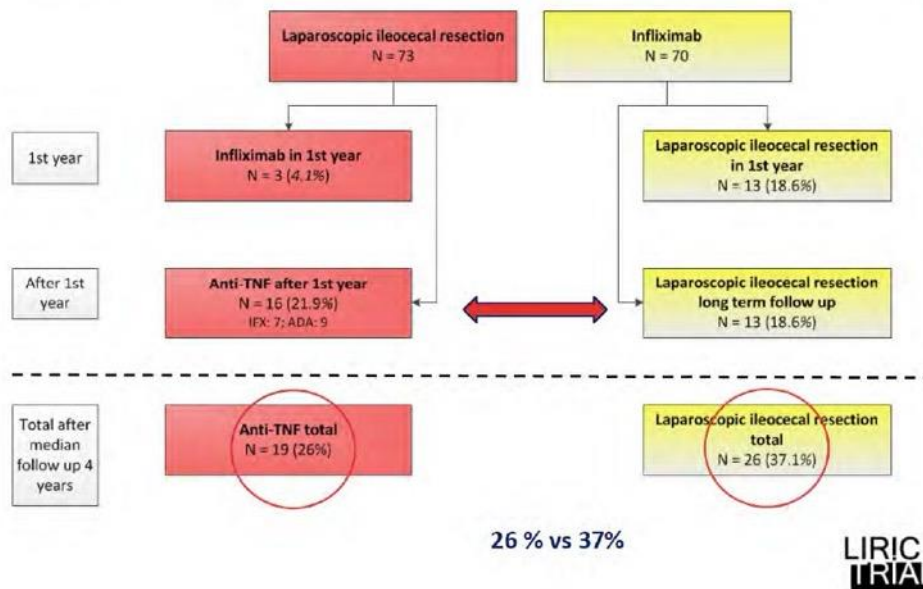 Laparoscopic ileocecal resection
N = 73
Infliximab
N = 70
1st year
Infliximab in 1st year
N = 3 (4.1%)
Laparoscopic ileocecal resection
in 1st year
N = 13 (18.6%)
After 1st
year
Anti-TNF after 1st year
N = 16 (21.9%)
IFX: 7; ADA: 9
Laparoscopic ileocecal resection
long term follow up
N = 13 (18.6%)
Total after
median
follow up 4
years
Anti-TNF total
N = 19 (26%)
Laparoscopic ileocecal resection
total
N = 26 (37.1%)
26 % vs 37%
LIRIC
TRIA